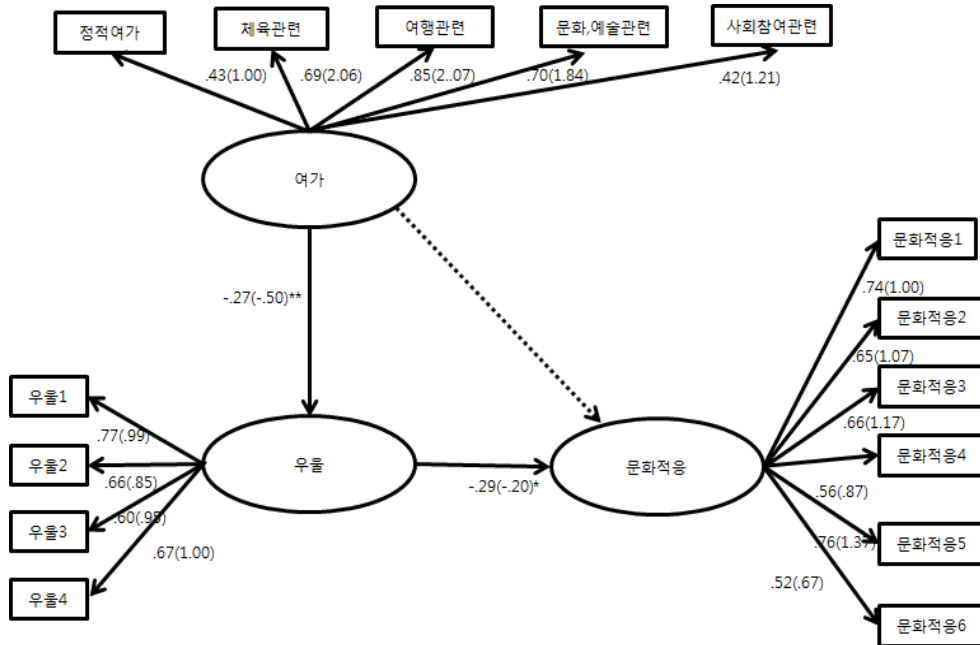 정적여가
체육관련
여행관련
문화,예술관련
사회참여관련
.43(1.00)
.69(2.06)
.85(2..07)
.70(1.84)
.42(1.21)
여가
-.27(-.50)**
우울1
우울2
우울3
우울4
.77(.99)
.66(.85)
.60(.95)
.67(1.00)
우울
-.29(-.20)*
문화적응
문화적응1
.74(1.00)
문화적응2
.65(1.07)
문화적응3
.66(1.17)
문화적응4
.56(.87)
문화적응5
.76(1.37)
.52(.67)
문화적응6